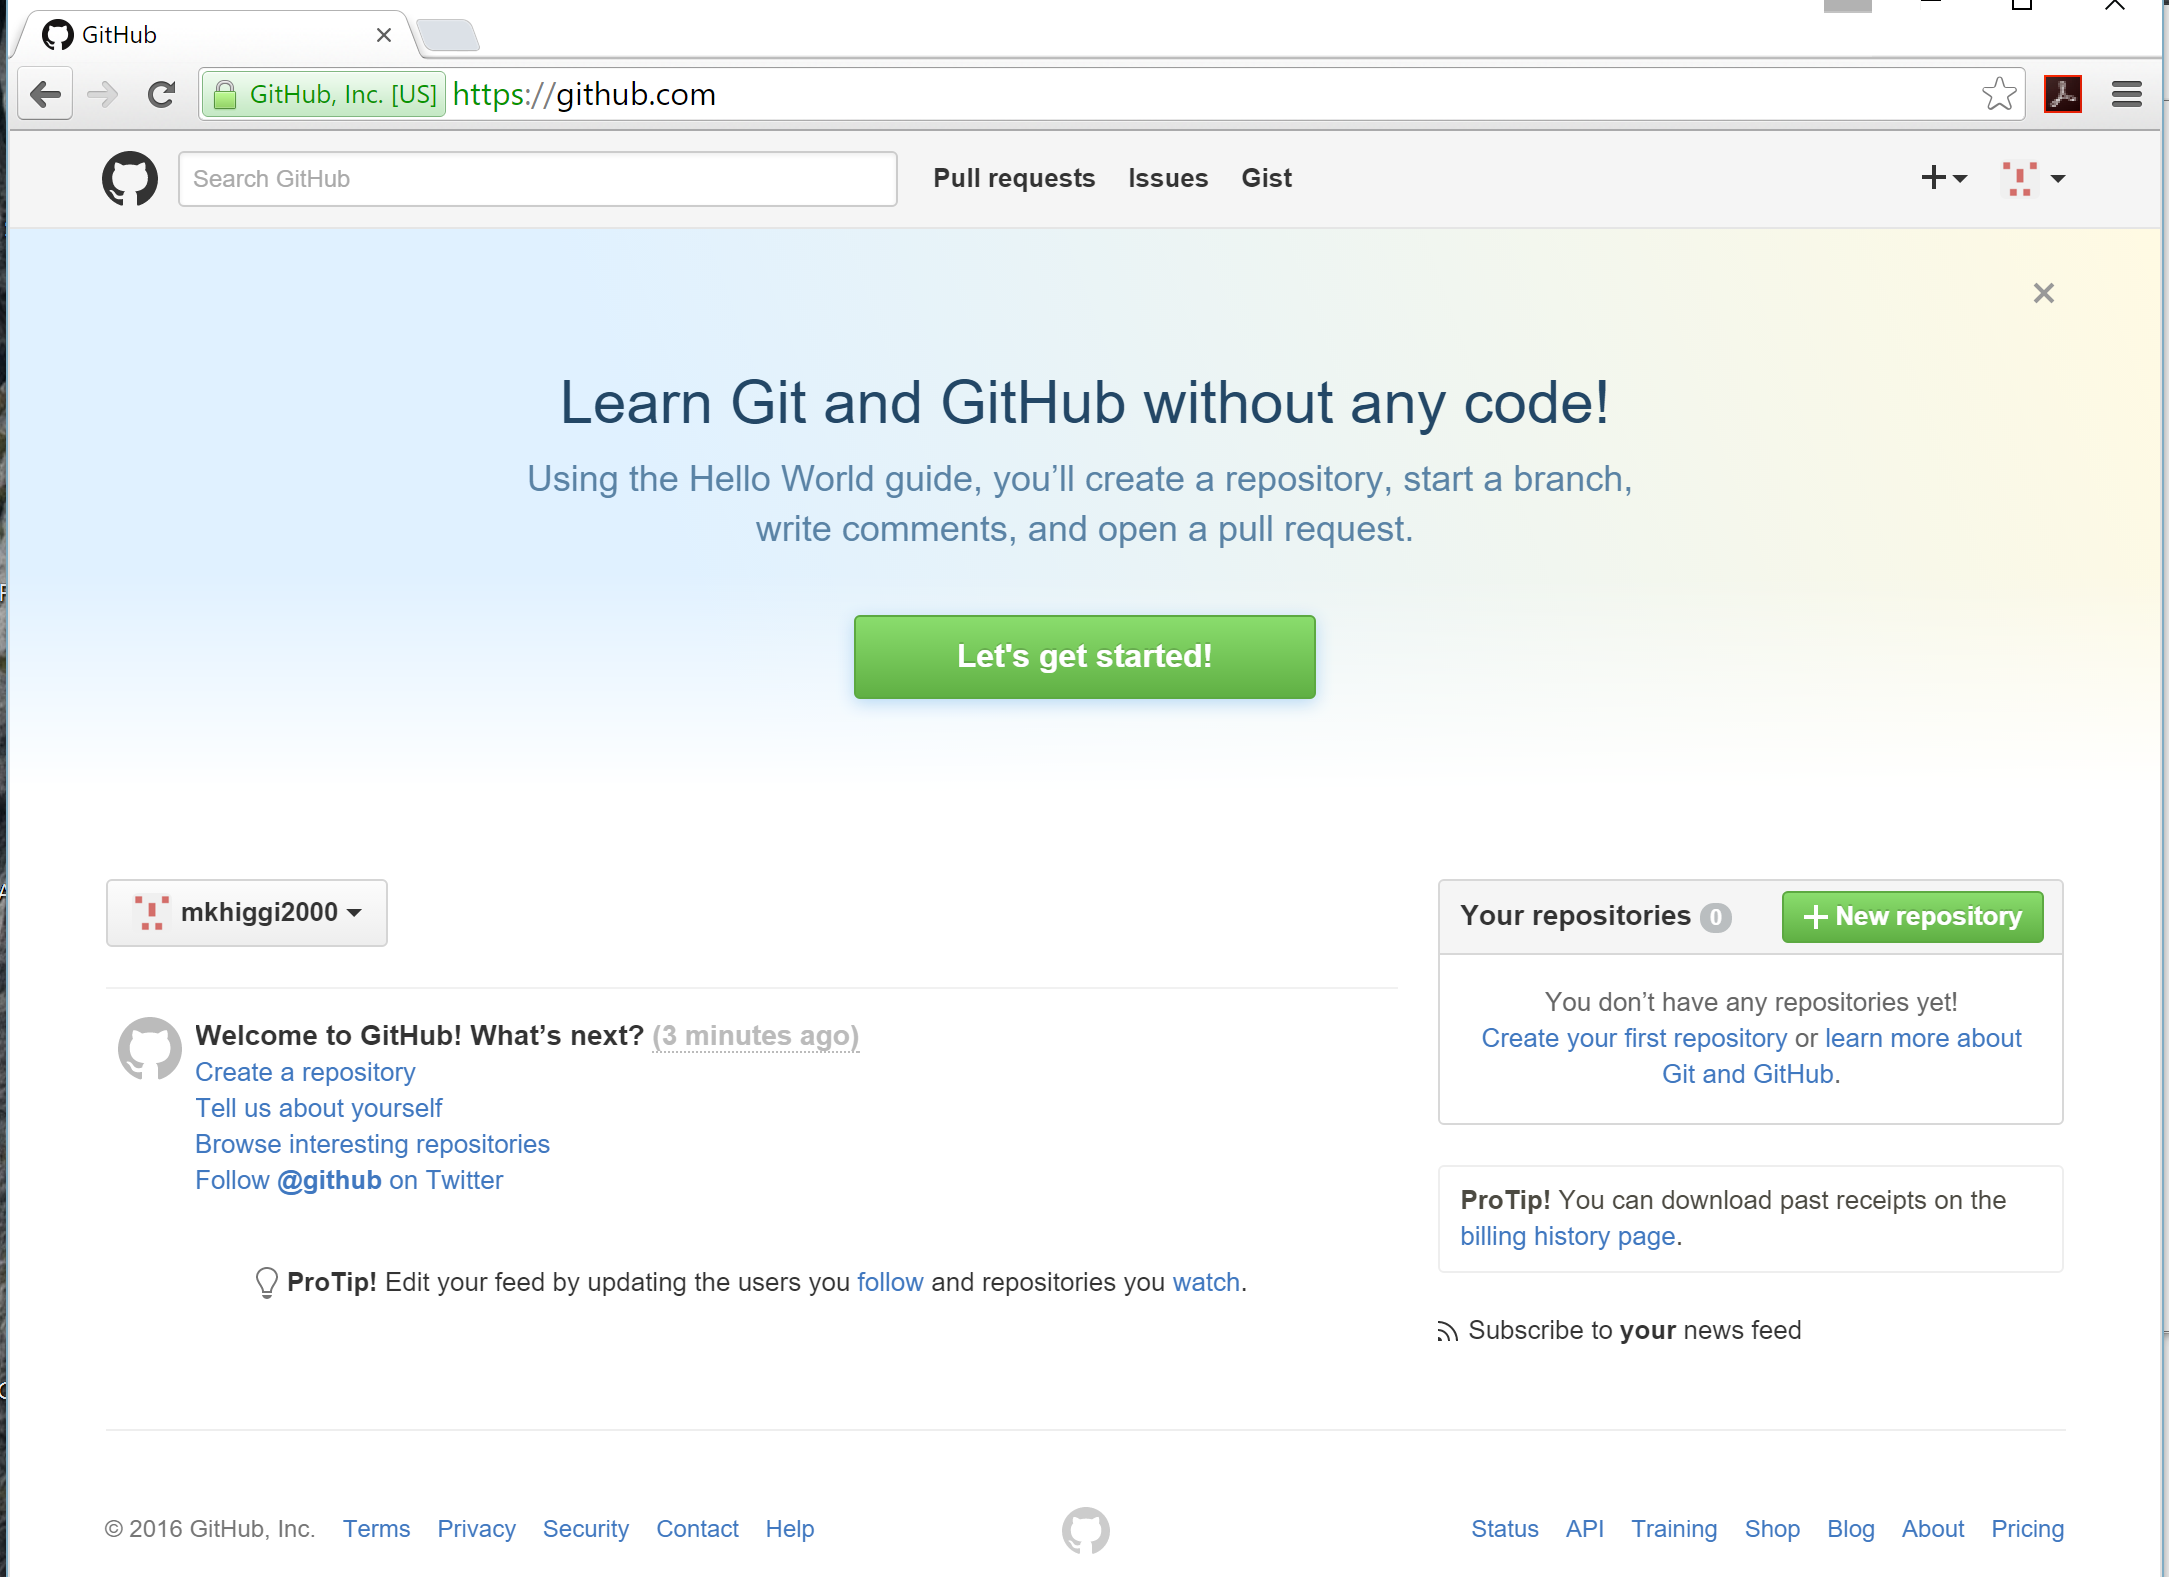 GitHub
GitHub, Inc. [US] https://github.com
Search GitHub Pull requests Issues Gist
Learn Git and GitHub without any code!
Using the Hello World guide, you’ll create a repository, start a branch,
write comments, and open a pull request.
Let's get started!
mkhiggi2000
Welcome to GitHub! What’s next? (3 minutes ago)
Create a repository
Tell us about yourself
Browse interesting repositories
Follow @github on Twitter
ProTip! Edit your feed by updating the users you follow and repositories you watch.
Your repositories 0 New repository
You don’t have any repositories yet!
Create your first repository or learn more about
Git and GitHub.
ProTip! You can download past receipts on the
billing history page.
Subscribe to your news feed
© 2016 GitHub, Inc. Terms Privacy Security Contact Help
Status API Training Shop Blog About Pricing